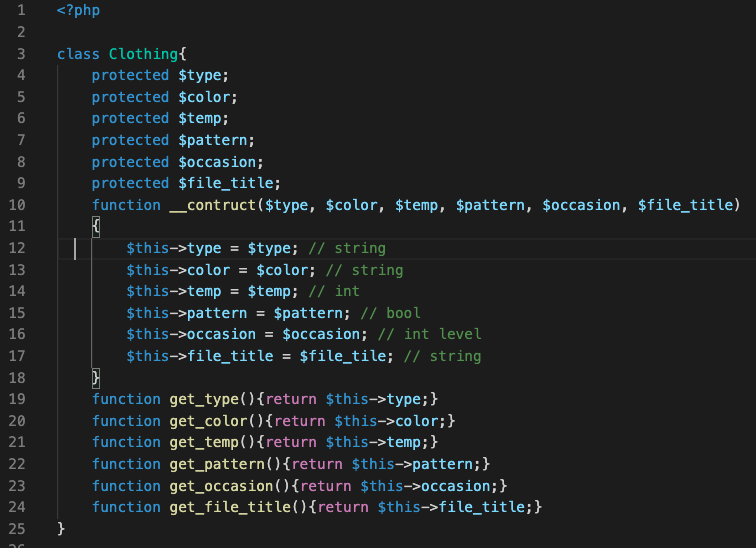 1 <?php
2
3 class Clothing{
4 protected $type;
5 protected $color;
6 protected $temp;
7 protected $pattern;
8 protected $occasion;
9 protected $file_title;
10 function __contruct($type, $color, $temp, $pattern, $occasion, $file_title)
11 {
12 $this->type = $type; // string
13 $this->color = $color; // string
14 $this->temp = $temp; // int
15 $this->pattern = $pattern; // bool
16 $this->occasion = $occasion; // int level
17 $this->file_title = $file_tile; // string
18 }
19 function get_type(){return $this->type;}
20 function get_color(){return $this->color;}
21 function get_temp(){return $this->temp;}
22 function get_pattern(){return $this->pattern;}
23 function get_occasion(){return $this->occasion;}
24 function get_file_title(){return $this->file_title;}
25 }